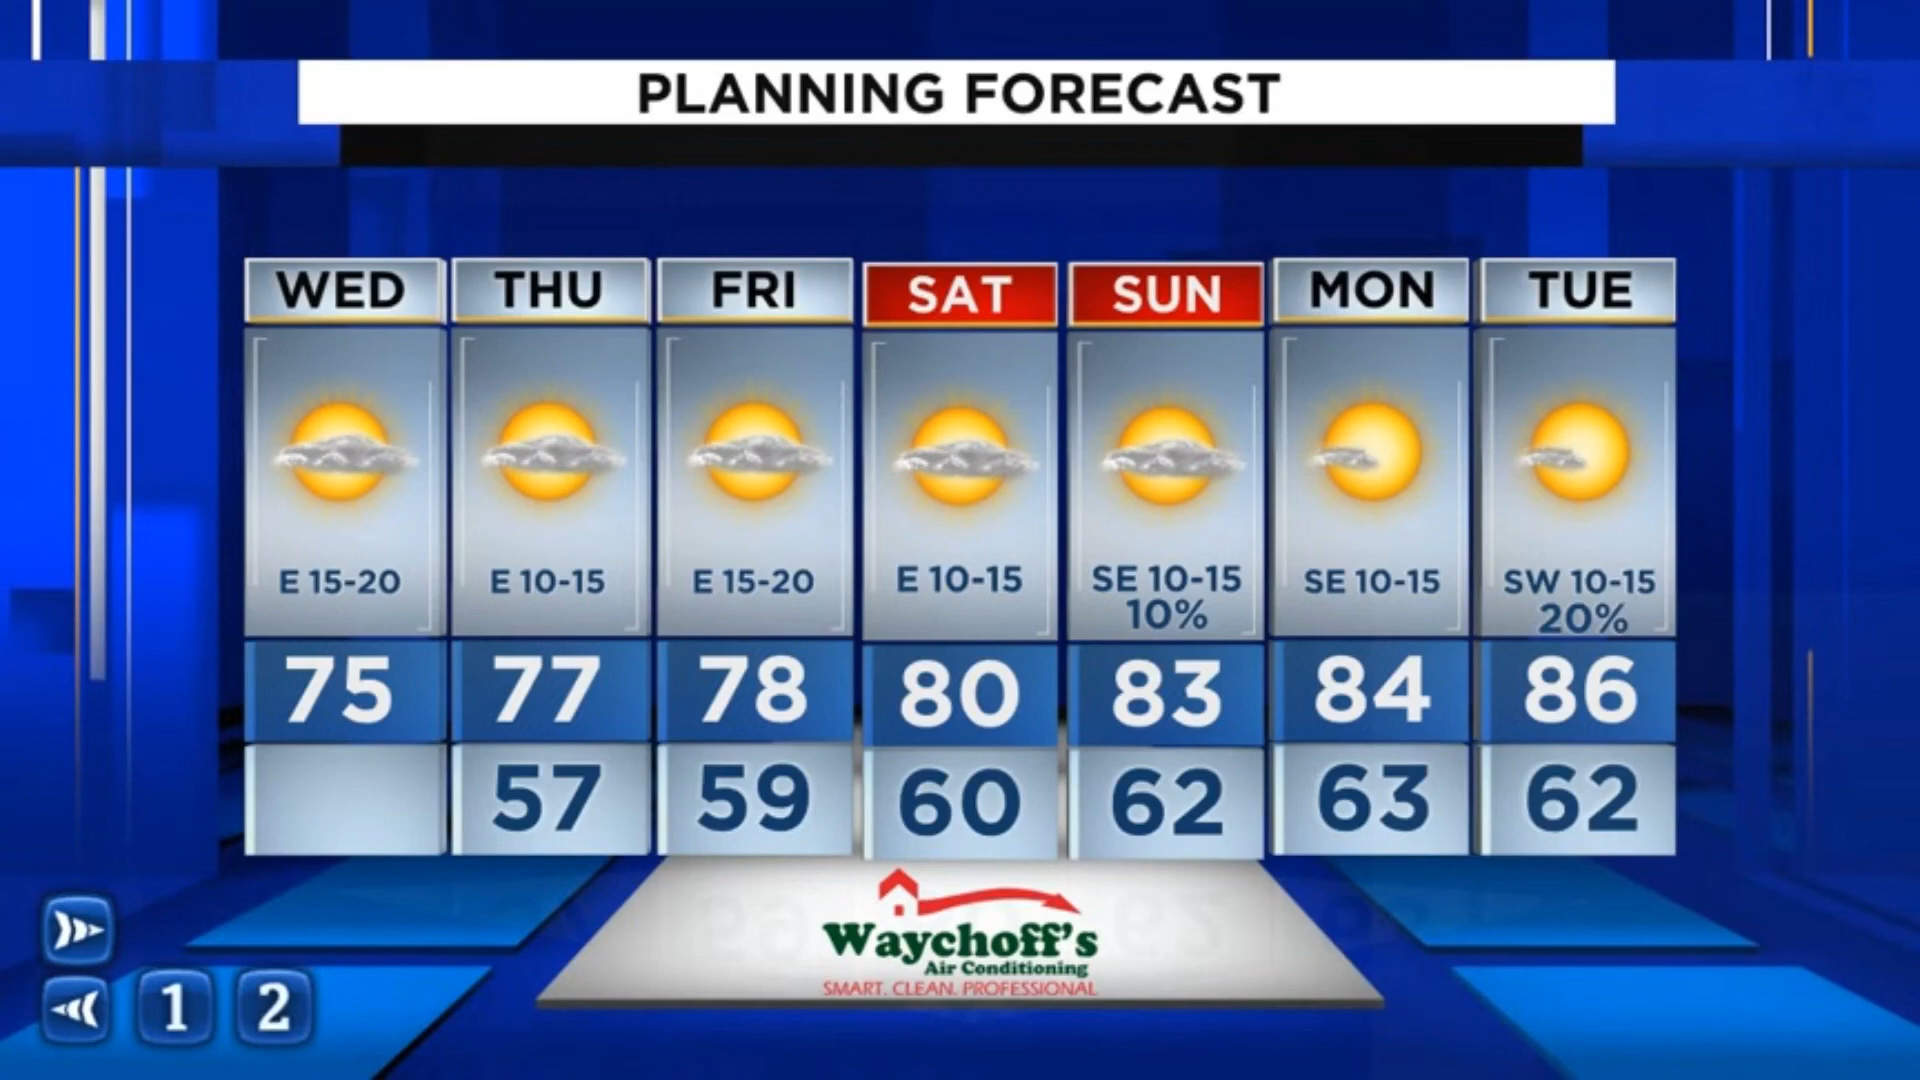 PLANNING FORECAST
WED THU FRI SAT SUN MON TUE
E 15-20 E 10-15 E 15-20 E 10-15 SE 10-15 SE 10-15 SW 10-15
10% 20%
75 77 78 80 83 84 86
57 59 60 62 63 62
Waychoff's
Air Conditioning
SMART. CLEAN. PROFESSIONAL
1 2